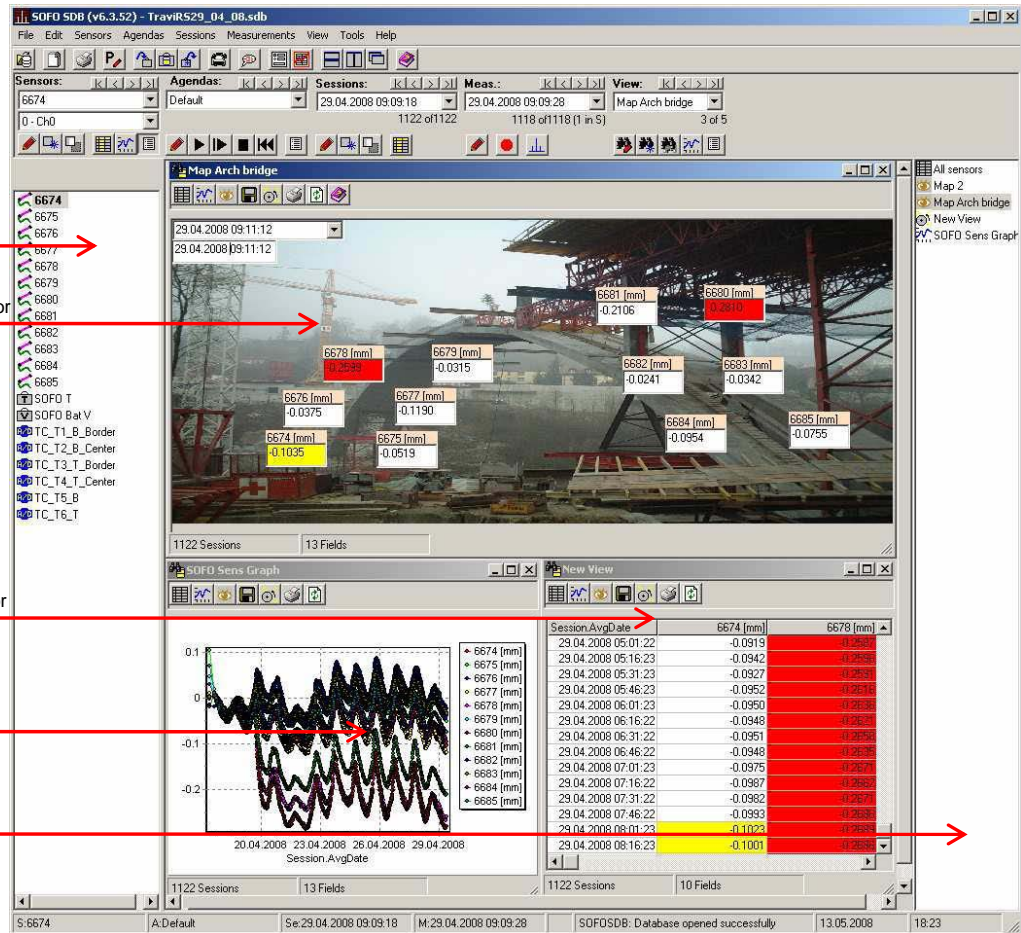 SOFO SDB (v6.3.52) - TraviRS29_04_08.sdb
File Edit Sensors Agendas Sessions Measurements View Tools Help
Sensors: Agendas: Sessions: Meas.: View:
6674 Default 29.04.2008 09:09:18 29.04.2008 09:09:28 Map Arch bridge
0 - Ch0 1122 of1122 1118 of1118 (1 in S) 3 of 5
6674
6675
6676
6677
6678
6679
6680
6681
6682
6683
6684
6685
SOFO T
SOFO Bat V
TC_T1_B_Border
TC_T2_B_Center
TC_T3_T_Border
TC_T4_T_Center
TC_T5_B
TC_T6_T
or
or
Map Arch bridge
29.04.2008 09:11:12
29.04.2008 09:11:12
6681 [mm]
-0.2106
6680 [mm]
-0.2810
6678 [mm]
-0.2599
6679 [mm]
-0.0315
6682 [mm]
-0.0241
6683 [mm]
-0.0342
6676 [mm]
-0.0375
6677 [mm]
-0.1190
6684 [mm]
-0.0954
6685 [mm]
-0.0755
6674 [mm]
-0.1035
6675 [mm]
-0.0519
1122 Sessions 13 Fields
All sensors
Map 2
Map Arch bridge
New View
SOFO Sens Graph
SOFO Sens Graph
0.1
0
-0.1
-0.2
20.04.2008 23.04.2008 26.04.2008 29.04.2008
Session.AvgDate
6674 [mm]
6675 [mm]
6676 [mm]
6677 [mm]
6678 [mm]
6679 [mm]
6680 [mm]
6681 [mm]
6682 [mm]
6683 [mm]
6684 [mm]
6685 [mm]
1122 Sessions 13 Fields
New View
Session.AvgDate 6674 [mm] 6678 [mm]
29.04.2008 05:01:22 -0.0919
29.04.2008 05:16:23 -0.0942
29.04.2008 05:31:23 -0.0927
29.04.2008 05:46:23 -0.0952
29.04.2008 06:01:23 -0.0950
29.04.2008 06:16:22 -0.0948
29.04.2008 06:31:22 -0.0951
29.04.2008 06:46:22 -0.0948
29.04.2008 07:01:23 -0.0975
29.04.2008 07:16:22 -0.0987
29.04.2008 07:31:22 -0.0982
29.04.2008 07:46:22 -0.0993
29.04.2008 08:01:23 -0.1023
29.04.2008 08:16:23 -0.1001
1122 Sessions 10 Fields
S:6674 A:Default Se:29.04.2008 09:09:18 M:29.04.2008 09:09:28 SOFOSDB: Database opened successfully 13.05.2008 18:23